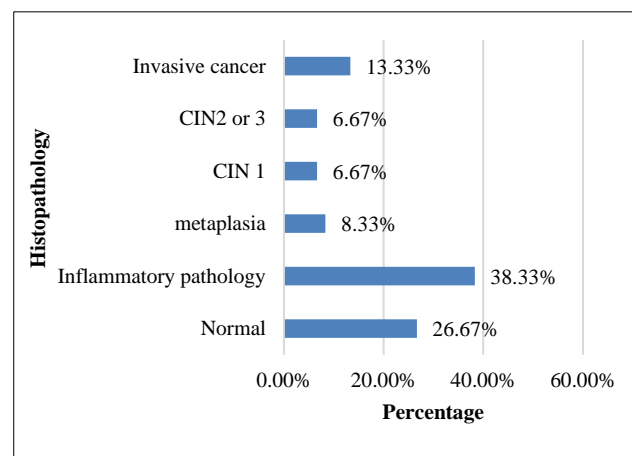 Histopathology
Invasive cancer 13.33%
CIN2 or 3 6.67%
CIN 1 6.67%
metaplasia 8.33%
Inflammatory pathology 38.33%
Normal 26.67%
0.00% 20.00% 40.00% 60.00%
Percentage